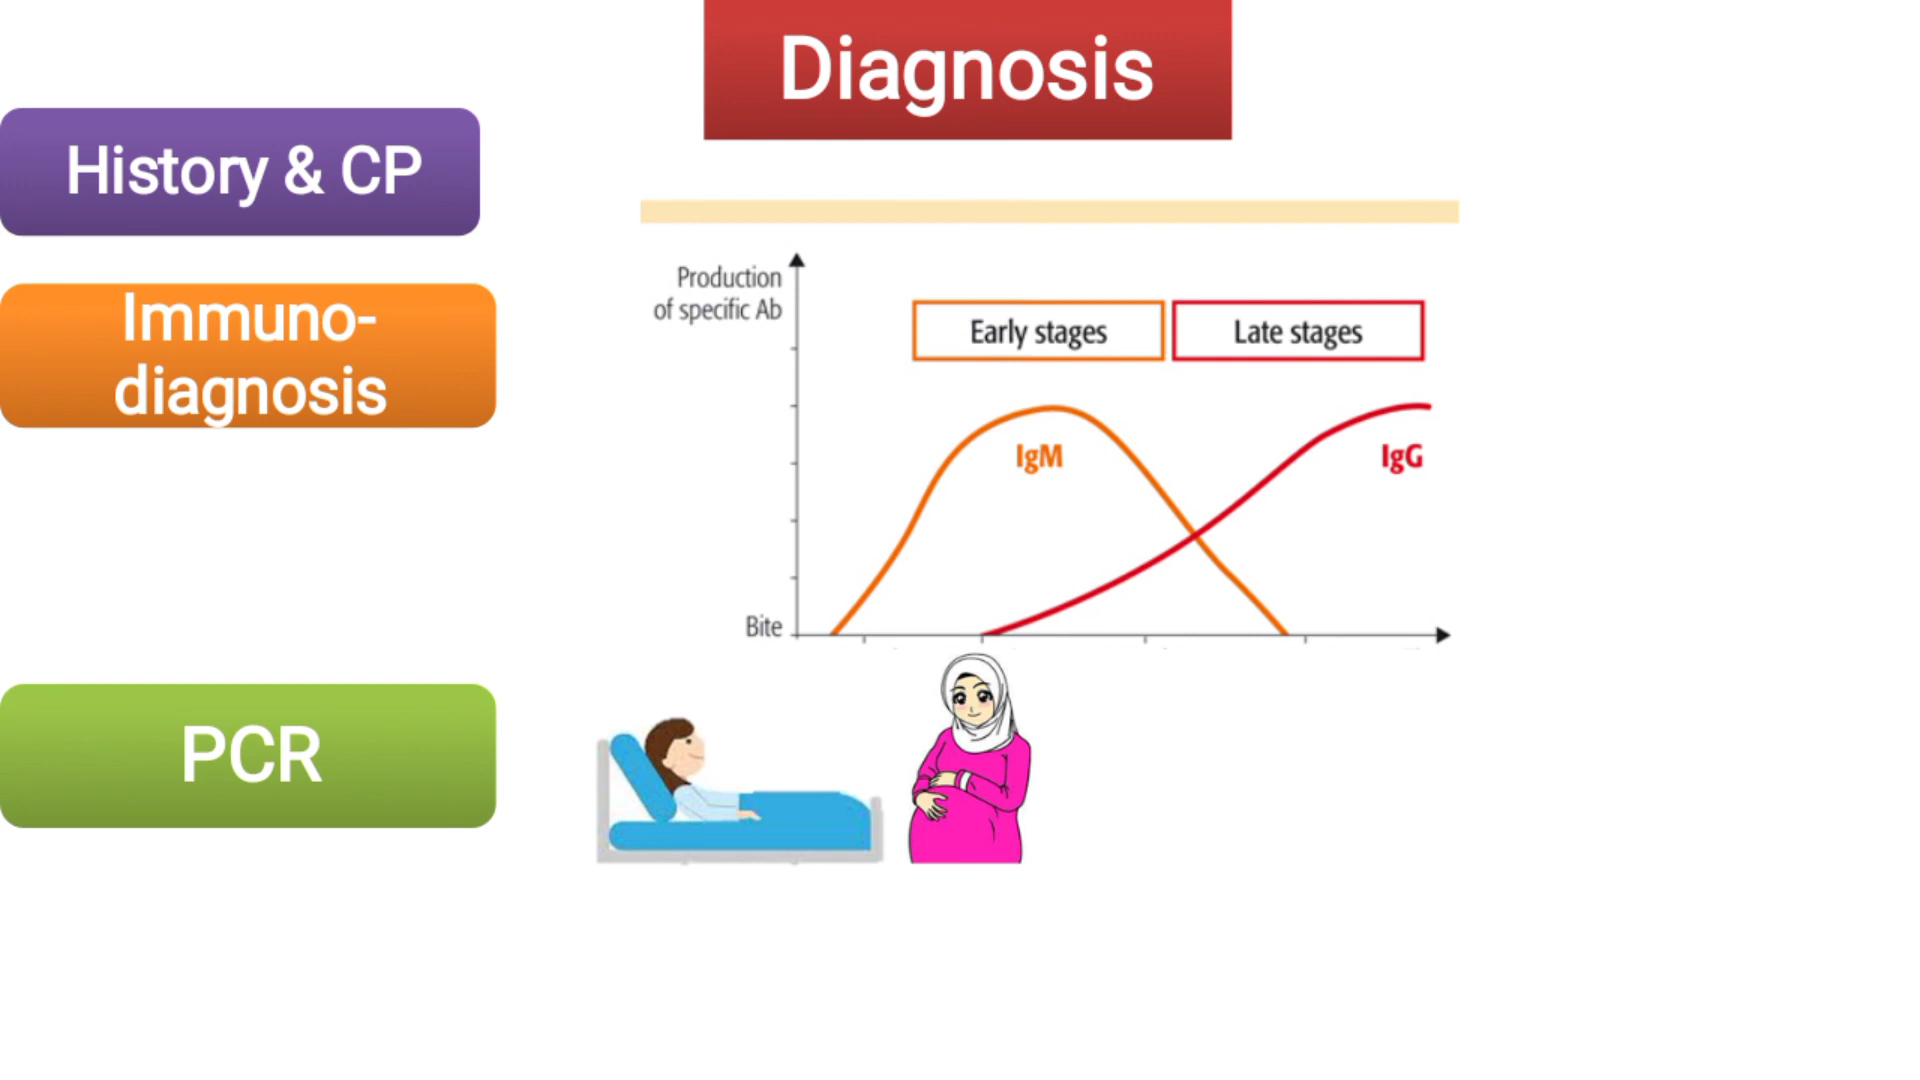 Diagnosis
History & CP
Immuno-
diagnosis
PCR
Production
of specific Ab
Early stages
Late stages
IgM
IgG
Bite